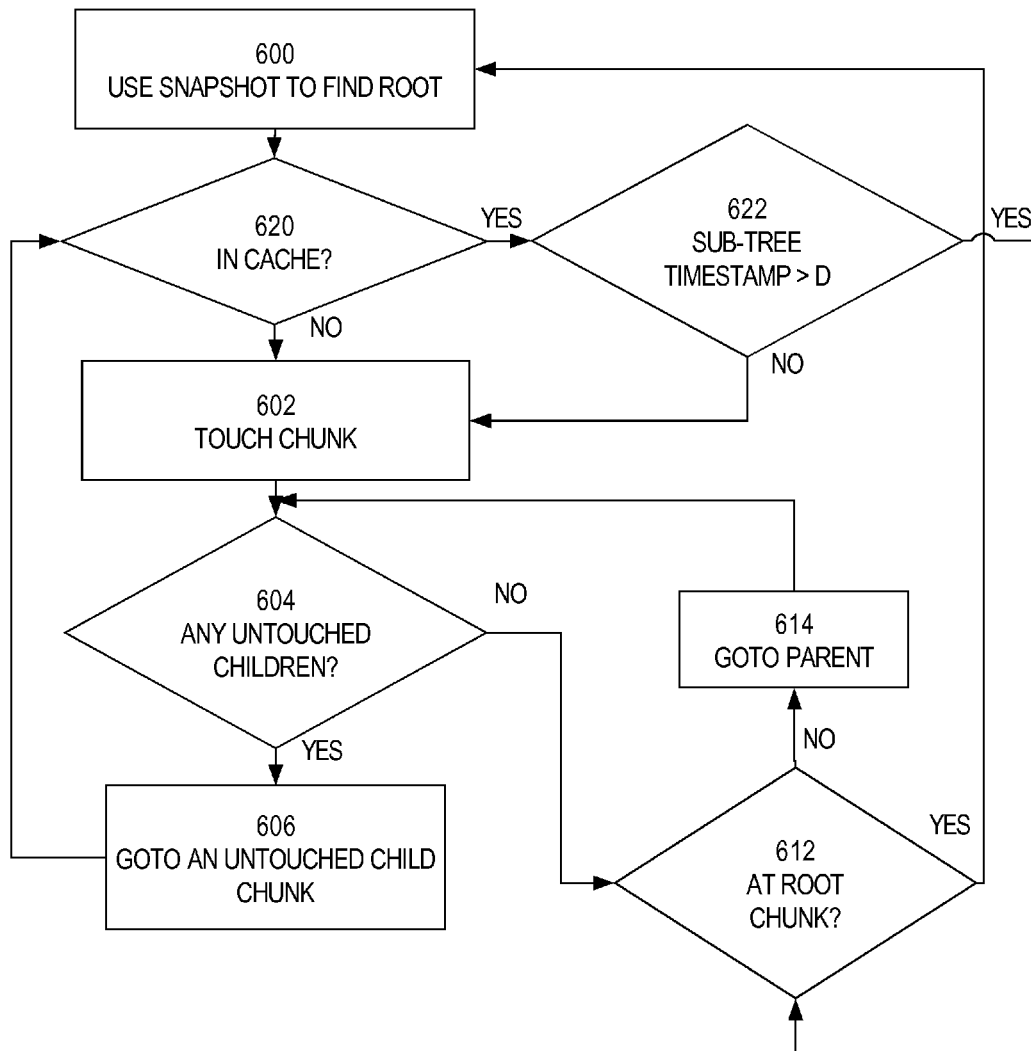 600
USE SNAPSHOT TO FIND ROOT
620
IN CACHE?
YES
622
SUB-TREE
TIMESTAMP > D
YES
NO
NO
602
TOUCH CHUNK
604
ANY UNTOUCHED
CHILDREN?
NO
614
GOTO PARENT
YES
NO
606
GOTO AN UNTOUCHED CHILD
CHUNK
612
AT ROOT
CHUNK?
YES